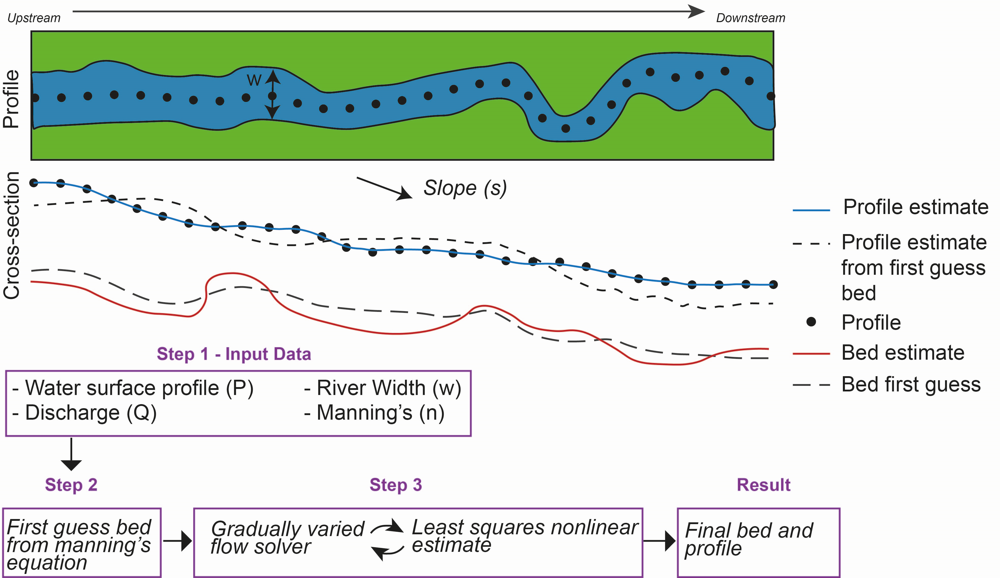 Upstream
Downstream
Profile
w
Cross-section
Slope (s)
Profile estimate
Profile estimate
from first guess
bed
Profile
Bed estimate
Bed first guess
Step 1 - Input Data
- Water surface profile (P)
- River Width (w)
- Discharge (Q)
- Manning's (n)
Step 2
Step 3
Result
First guess bed
from manning's
equation
Gradually varied
flow solver
Least squares nonlinear
estimate
Final bed and
profile